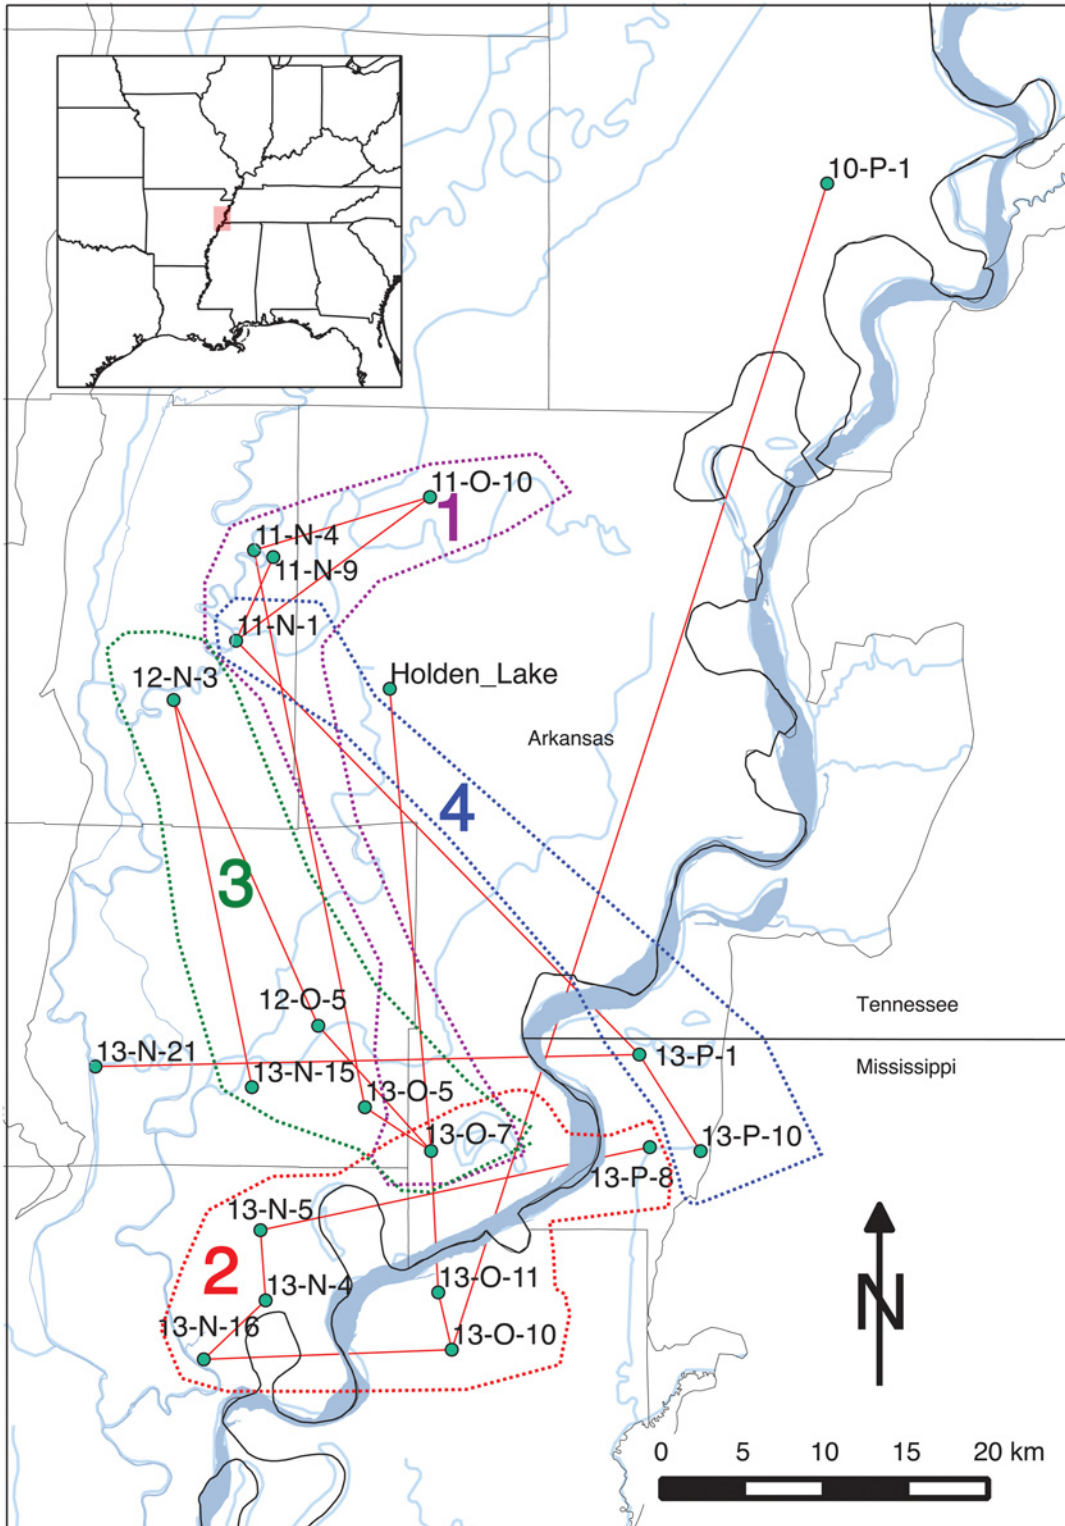 10-P-1
11-O-10
1
11-N-4
11-N-9
11-N-1
12-N-3
Holden_Lake
Arkansas
4
3
12-O-5
Tennessee
13-N-21
13-P-1
Mississippi
13-N-15
13-O-5
13-O-7
13-P-10
13-P-8
13-N-5
2
13-N-4
13-O-11
N
13-N-16
13-O-10
0 5 10 15 20 km